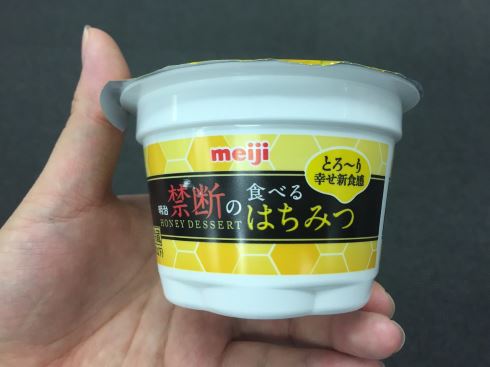 meiji
とろ〜り
幸せ新食感
明治 禁断の食べる
HONEY DESSERT はちみつ